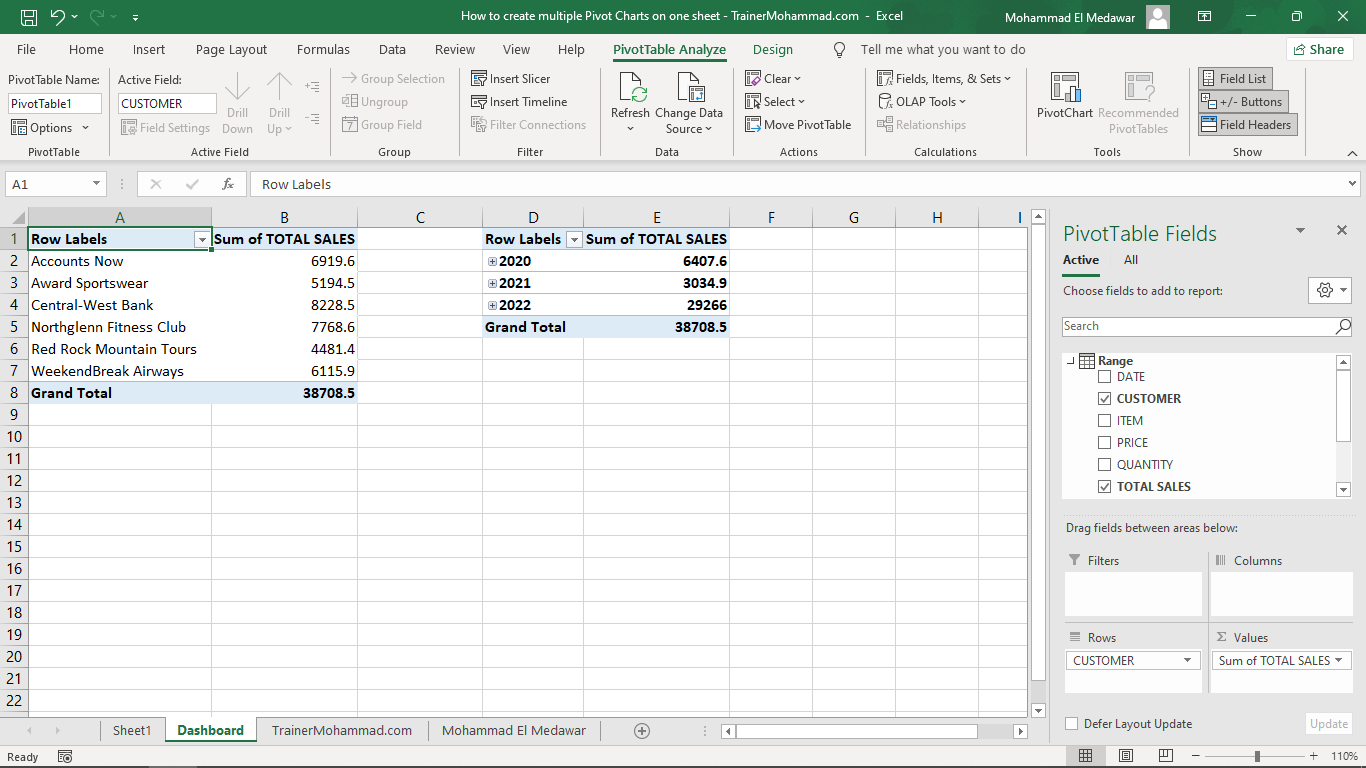 How to create multiple Pivot Charts on one sheet - TrainerMohammad.com - Excel
Mohammad El Medawar
File Home Insert Page Layout Formulas Data Review View Help PivotTable Analyze Design Tell me what you want to do Share
PivotTable Name:
PivotTable1
Options
PivotTable
Active Field:
CUSTOMER
Field Settings
Drill Down
Drill Up
Active Field
Group Selection
Ungroup
Group Field
Group
Insert Slicer
Insert Timeline
Filter Connections
Filter
Refresh
Change Data Source
Data
Clear
Select
Move PivotTable
Actions
Fields, Items, & Sets
OLAP Tools
Relationships
Calculations
PivotChart
Recommended PivotTables
Tools
Field List
+/- Buttons
Field Headers
Show
A1 fx Row Labels
A B C D E F G H I
1 Row Labels Sum of TOTAL SALES Row Labels Sum of TOTAL SALES
2 Accounts Now 6919.6 2020 6407.6
3 Award Sportswear 5194.5 2021 3034.9
4 Central-West Bank 8228.5 2022 29266
5 Northglenn Fitness Club 7768.6 Grand Total 38708.5
6 Red Rock Mountain Tours 4481.4
7 WeekendBreak Airways 6115.9
8 Grand Total 38708.5
9
10
11
12
13
14
15
16
17
18
19
20
21
22
PivotTable Fields
Active All
Choose fields to add to report:
Search
Range
DATE
CUSTOMER
ITEM
PRICE
QUANTITY
TOTAL SALES
Drag fields between areas below:
Filters Columns
Rows Σ Values
CUSTOMER Sum of TOTAL SALES
Defer Layout Update Update
Sheet1 Dashboard TrainerMohammad.com Mohammad El Medawar
Ready 110%